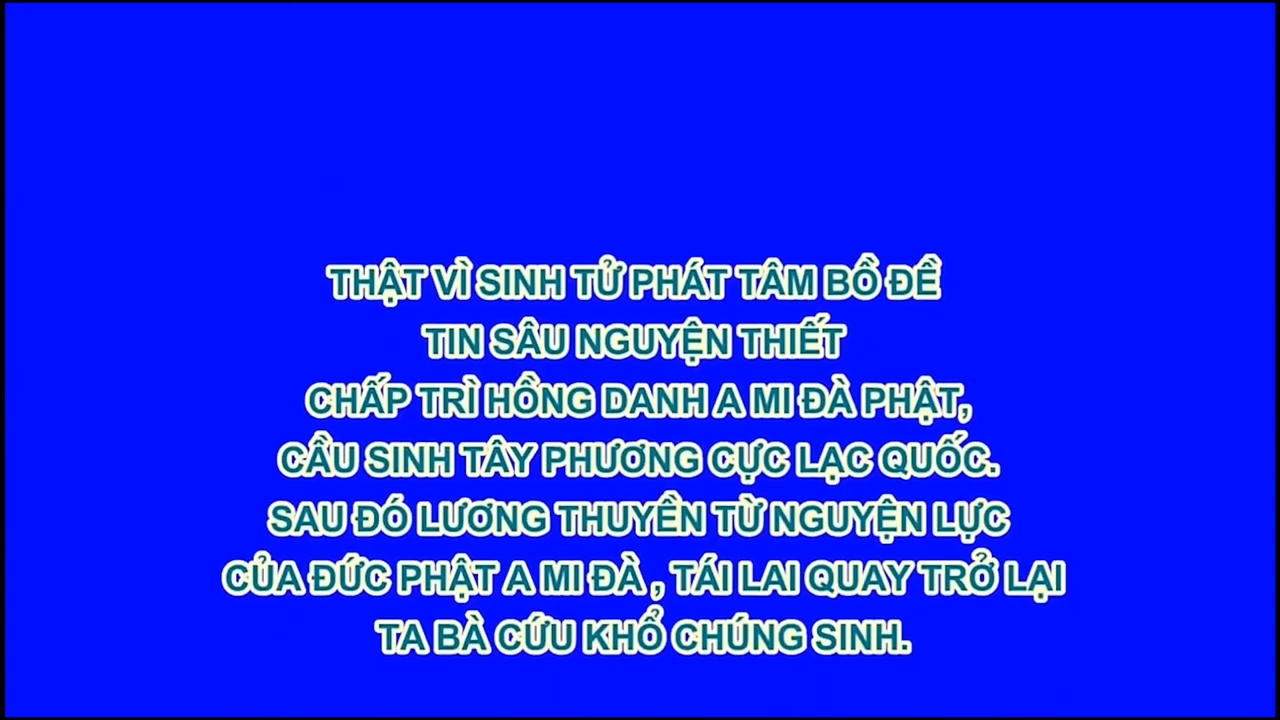 THẬT VÌ SINH TỬ PHÁT TÂM BỒ ĐỀ
TIN SÂU NGUYỆN THIẾT
CHẤP TRÌ HỒNG DANH A MI ĐÀ PHẬT,
CẦU SINH TÂY PHƯƠNG CỰC LẠC QUỐC.
SAU ĐÓ LƯƠNG THUYỀN TỪ NGUYỆN LỰC
CỦA ĐỨC PHẬT A MI ĐÀ , TÁI LAI QUAY TRỞ LẠI
TA BÀ CỨU KHỔ CHÚNG SINH.